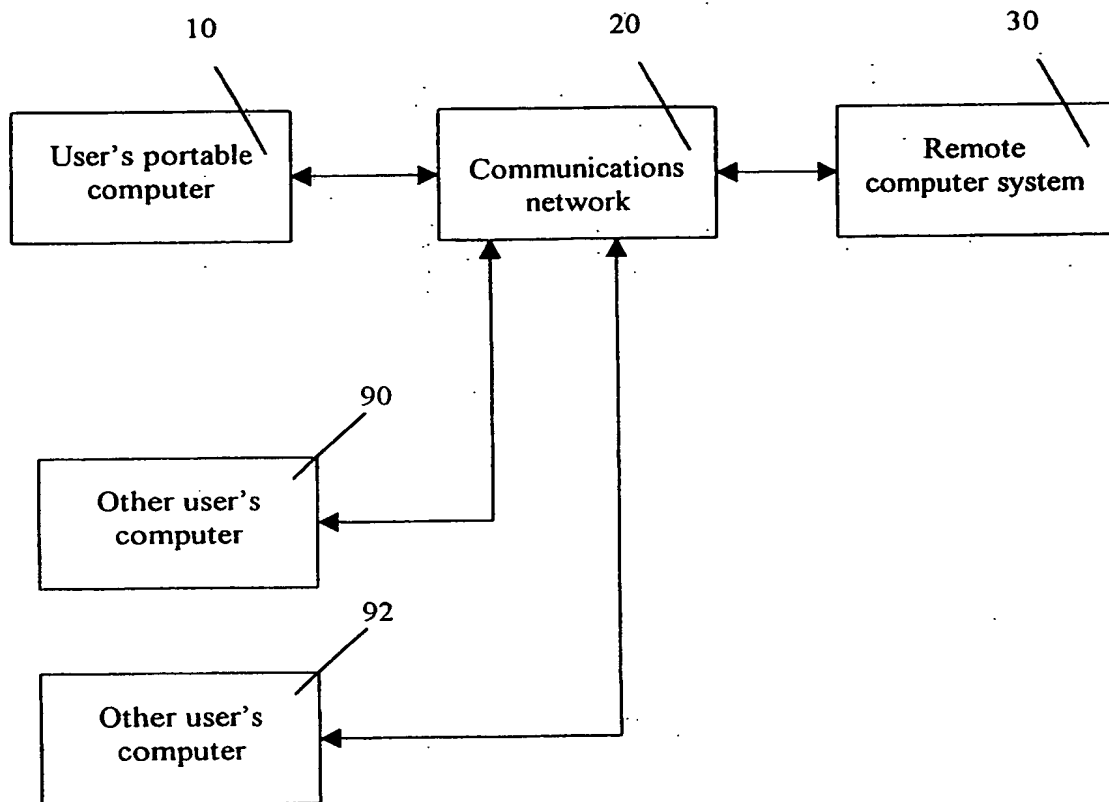 10
20
30
User's portable
computer
Communications
network
Remote
computer system
90
Other user's
computer
92
Other user's
computer